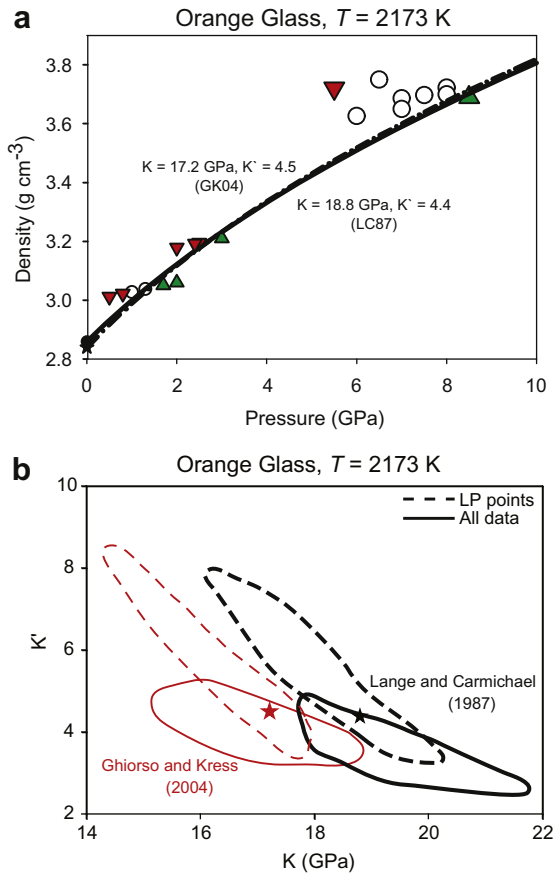 a
Orange Glass, T = 2173 K
3.8
3.6
3.4
3.2
3.0
2.8
Density (g cm⁻³)
K = 17.2 GPa, K` = 4.5
(GK04)
K = 18.8 GPa, K` = 4.4
(LC87)
0 2 4 6 8 10
Pressure (GPa)
b
Orange Glass, T = 2173 K
10
8
6
4
2
K'
LP points
All data
Lange and Carmichael
(1987)
Ghiorso and Kress
(2004)
14 16 18 20 22
K (GPa)